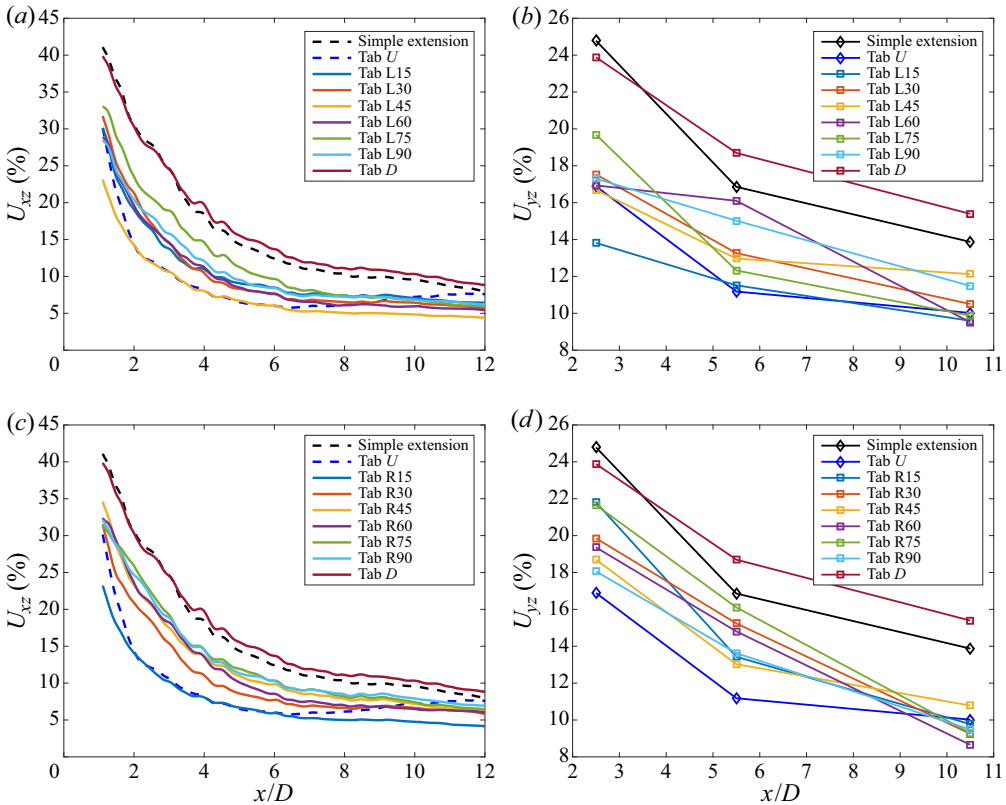 (a)
45
40
35
30
25
20
15
10
5
0
0
2
4
6
8
10
12
U_xz (%)
Simple extension
Tab U
Tab L15
Tab L30
Tab L45
Tab L60
Tab L75
Tab L90
Tab D
(b)
26
24
22
20
18
16
14
12
10
8
2
3
4
5
6
7
8
9
10
11
U_yz (%)
Simple extension
Tab U
Tab L15
Tab L30
Tab L45
Tab L60
Tab L75
Tab L90
Tab D
(c)
45
40
35
30
25
20
15
10
5
0
0
2
4
6
8
10
12
U_xz (%)
x/D
Simple extension
Tab U
Tab R15
Tab R30
Tab R45
Tab R60
Tab R75
Tab R90
Tab D
(d)
26
24
22
20
18
16
14
12
10
8
2
3
4
5
6
7
8
9
10
11
U_yz (%)
x/D
Simple extension
Tab U
Tab R15
Tab R30
Tab R45
Tab R60
Tab R75
Tab R90
Tab D